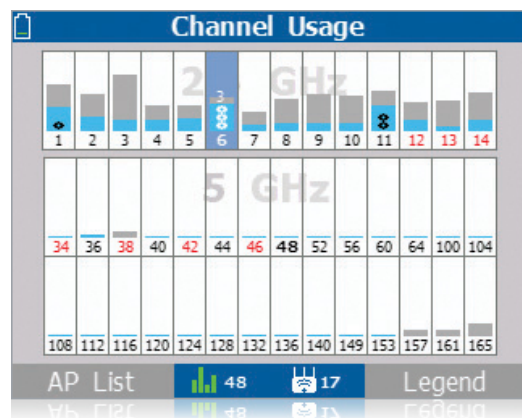 Channel Usage
2.4 GHz
3
1 2 3 4 5 6 7 8 9 10 11 12 13 14
5 GHz
34 36 38 40 42 44 46 48 52 56 60 64 100 104
108 112 116 120 124 128 132 136 140 149 153 157 161 165
AP List 48 17 Legend